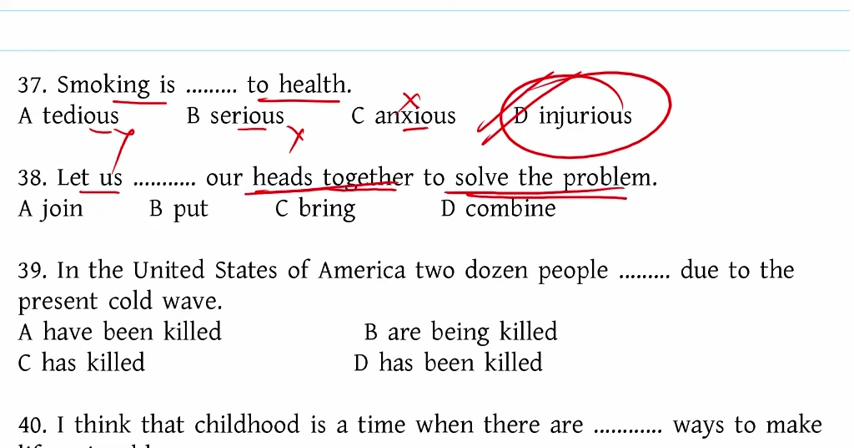 37. Smoking is ......... to health.
A tedious B serious C anxious D injurious
38. Let us ........... our heads together to solve the problem.
A join B put C bring D combine
39. In the United States of America two dozen people ......... due to the
present cold wave.
A have been killed B are being killed
C has killed D has been killed
40. I think that childhood is a time when there are ............ ways to make